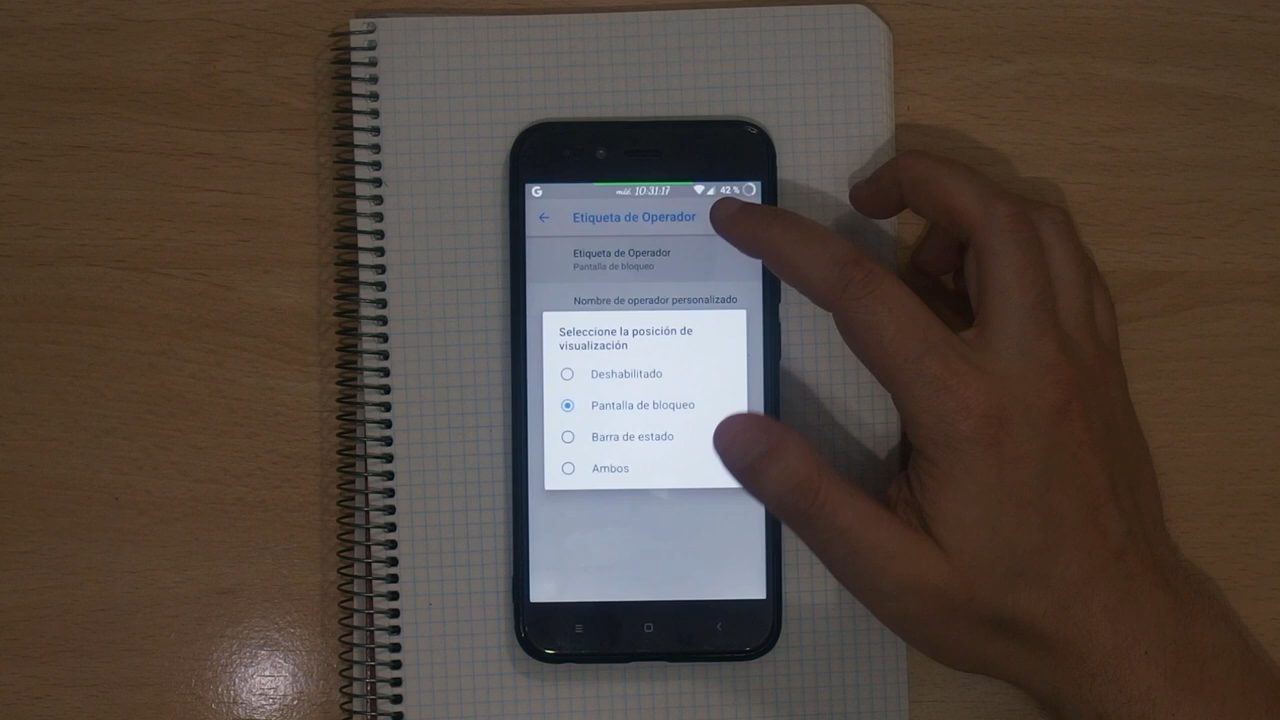 G mié. 10:31:17 42 %
Etiqueta de Operador
Etiqueta de Operador
Pantalla de bloqueo
Nombre de operador personalizado
Seleccione la posición de
visualización
Deshabilitado
Pantalla de bloqueo
Barra de estado
Ambos